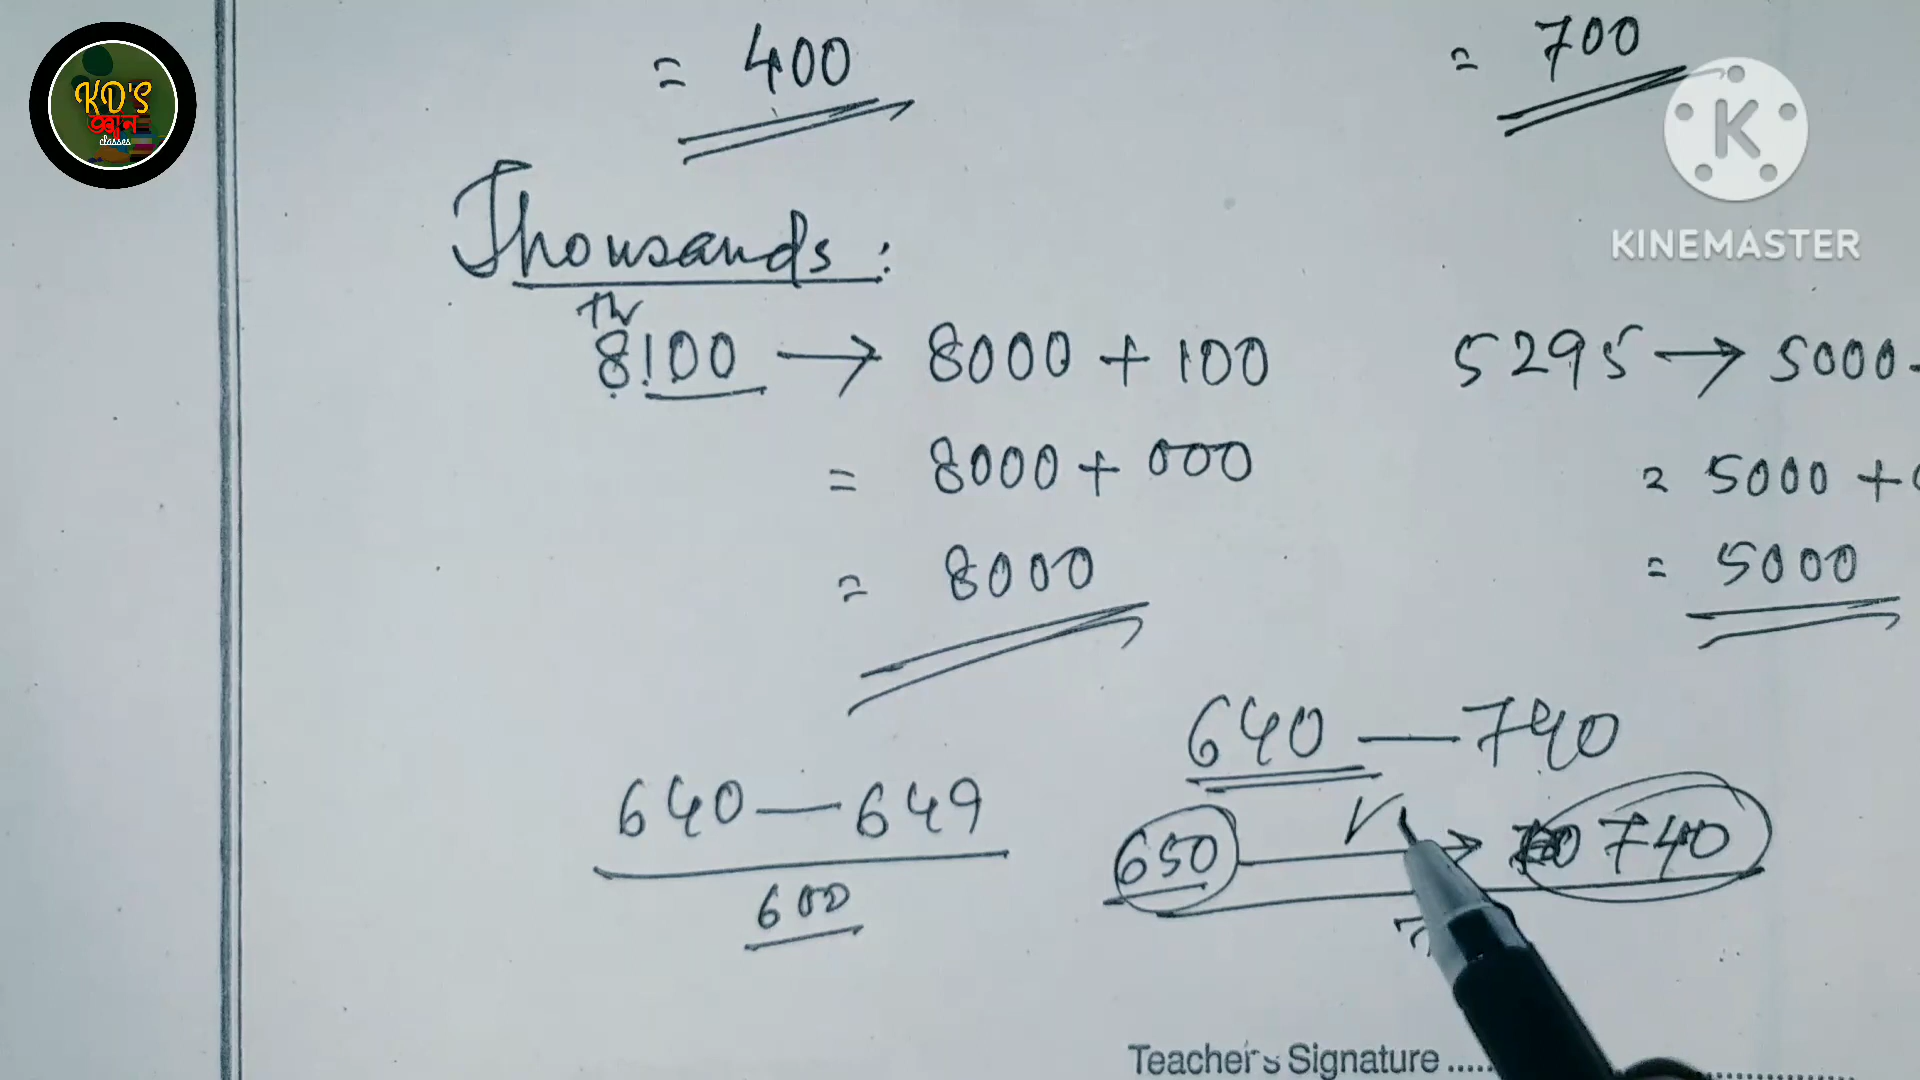 KD'S
জ্ঞান
classes
= 400
= 700
KINEMASTER
Thousands :
Th
8100 → 8000 + 100
5295 → 5000
= 8000 + 000
= 5000 +
= 8000
= 5000
640 — 740
640 — 649
650 → 740
600
Teacher's Signature .....